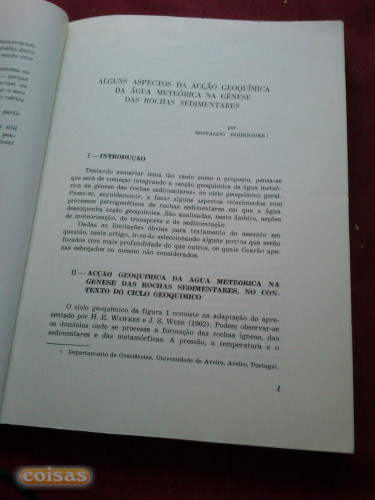 ALGUNS ASPECTOS DA ACÇÃO GEOQUÍMICA
DA ÁGUA METEÓRICA NA GÉNESE
DAS ROCHAS SEDIMENTARES
por
RODRIGUES ¹
I — INTRODUÇÃO
Tentando sumariar tema tão vasto como o proposto, pensa-se
que será de começar integrando a «acção geoquímica da água meteó-
rica na génese das rochas sedimentares» no ciclo geoquímico geral.
Passa-se, seguidamente, a focar alguns aspectos relacionados com
processos petrogenéticos de rochas sedimentares em que a água
desempenha acção geoquímica. São analisadas, neste âmbito, acções
de meteorização, de transporte e de sedimentação.
Dadas as limitações óbvias para tratamento do assunto em
questão, neste artigo, ir-se-ão seleccionando alguns pontos que serão
focados com mais profundidade do que outros, os quais ficarão ape-
nas esboçados ou mesmo não considerados.
II — ACÇÃO GEOQUÍMICA DA ÁGUA METEÓRICA NA
GÉNESE DAS ROCHAS SEDIMENTARES, NO CON-
TEXTO DO CICLO GEOQUÍMICO
O ciclo geoquímico da figura 1 consiste na adaptação do apre-
sentado por H. E. WAWKES e J. S. WEBB (1962). Podem observar-se
os domínios onde se processa a formação das rochas ígneas, das
sedimentares e das metamórficas. A pressão, a temperatura e o
¹ Departamento de Geociências, Universidade de Aveiro, Aveiro, Portugal.
1
coisas